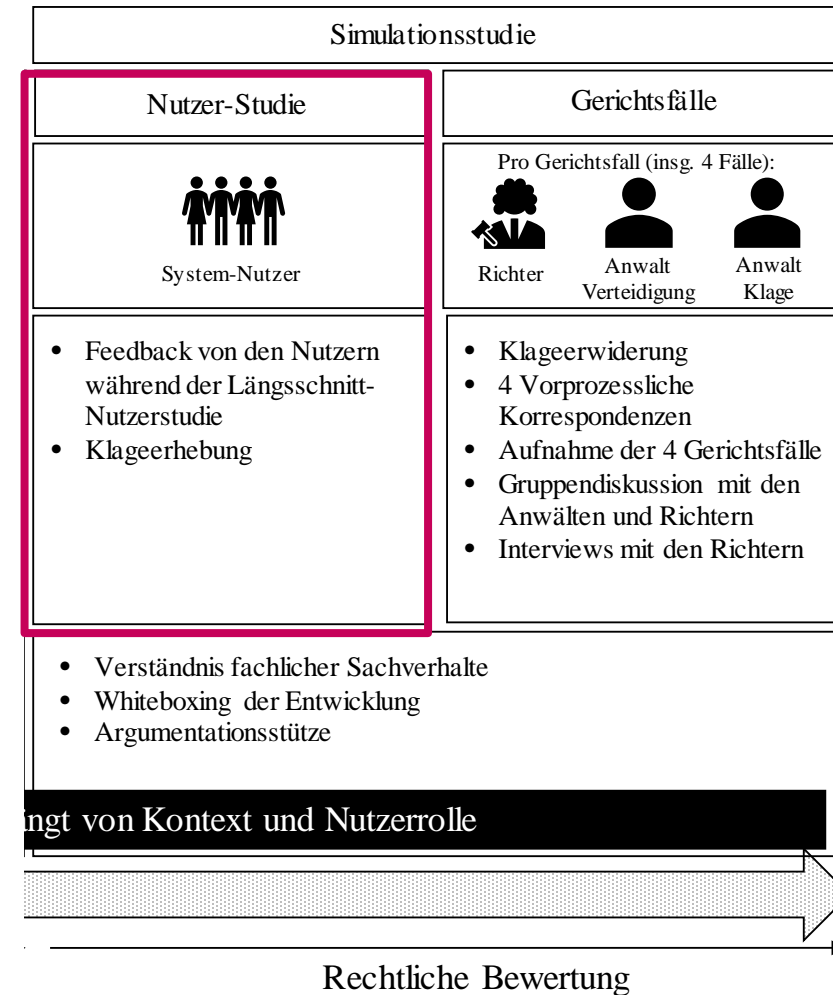 Simulationsstudie
Nutzer-Studie
System-Nutzer
• Feedback von den Nutzern
während der Längsschnitt-
Nutzerstudie
• Klageerhebung
Gerichtsfälle
Pro Gerichtsfall (insg. 4 Fälle):
Richter
Anwalt
Verteidigung
Anwalt
Klage
• Klageerwiderung
• 4 Vorprozessliche
Korrespondenzen
• Aufnahme der 4 Gerichtsfälle
• Gruppendiskussion mit den
Anwälten und Richtern
• Interviews mit den Richtern
• Verständnis fachlicher Sachverhalte
• Whiteboxing der Entwicklung
• Argumentationsstütze
ngt von Kontext und Nutzerrolle
Rechtliche Bewertung